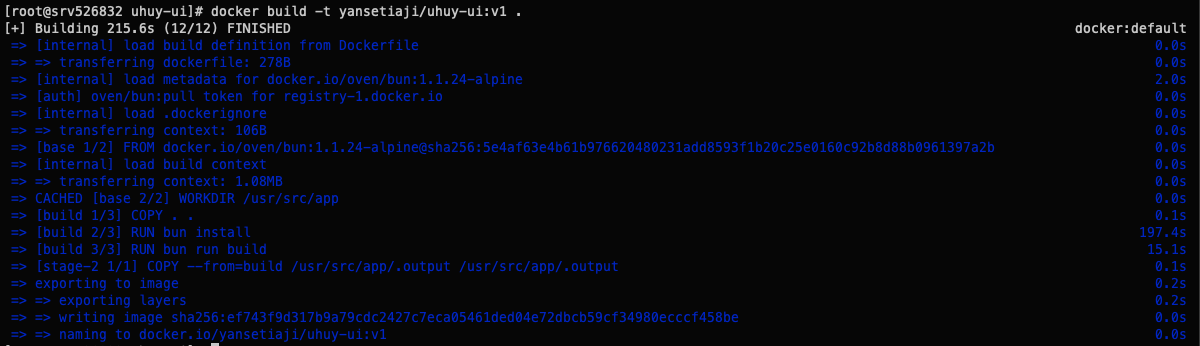 [root@srv526832 uhuy-ui]# docker build -t yansetiaji/uhuy-ui:v1 .
[+] Building 215.6s (12/12) FINISHED docker:default
=> [internal] load build definition from Dockerfile 0.0s
=> => transferring dockerfile: 278B 0.0s
=> [internal] load metadata for docker.io/oven/bun:1.1.24-alpine 2.0s
=> [auth] oven/bun:pull token for registry-1.docker.io 0.0s
=> [internal] load .dockerignore 0.0s
=> => transferring context: 106B 0.0s
=> [base 1/2] FROM docker.io/oven/bun:1.1.24-alpine@sha256:5e4af63e4b61b976620480231add8593f1b20c25e0160c92b8d88b0961397a2b 0.0s
=> [internal] load build context 0.0s
=> => transferring context: 1.08MB 0.0s
=> CACHED [base 2/2] WORKDIR /usr/src/app 0.0s
=> [build 1/3] COPY . . 0.1s
=> [build 2/3] RUN bun install 197.4s
=> [build 3/3] RUN bun run build 15.1s
=> [stage-2 1/1] COPY --from=build /usr/src/app/.output /usr/src/app/.output 0.1s
=> exporting to image 0.2s
=> => exporting layers 0.2s
=> => writing image sha256:ef743f9d317b9a79cdc2427c7eca05461ded04e72dbcb59cf34980ecccf458be 0.0s
=> => naming to docker.io/yansetiaji/uhuy-ui:v1 0.0s